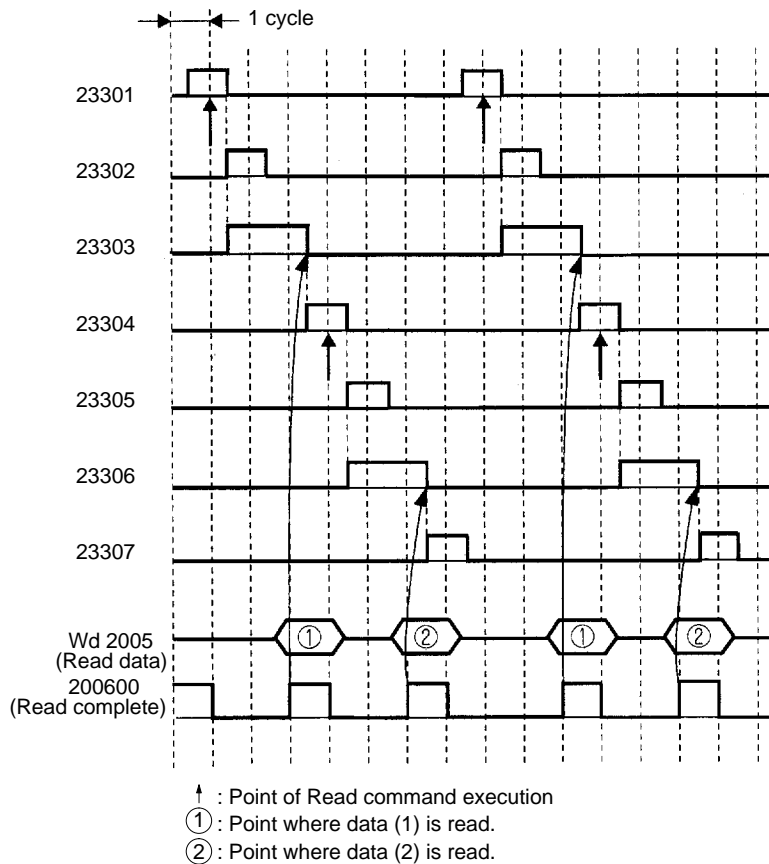 1 cycle
23301
23302
23303
23304
23305
23306
23307
① ② ① ②
Wd 2005
(Read data)
200600
(Read complete)
↑ : Point of Read command execution
① : Point where data (1) is read.
② : Point where data (2) is read.